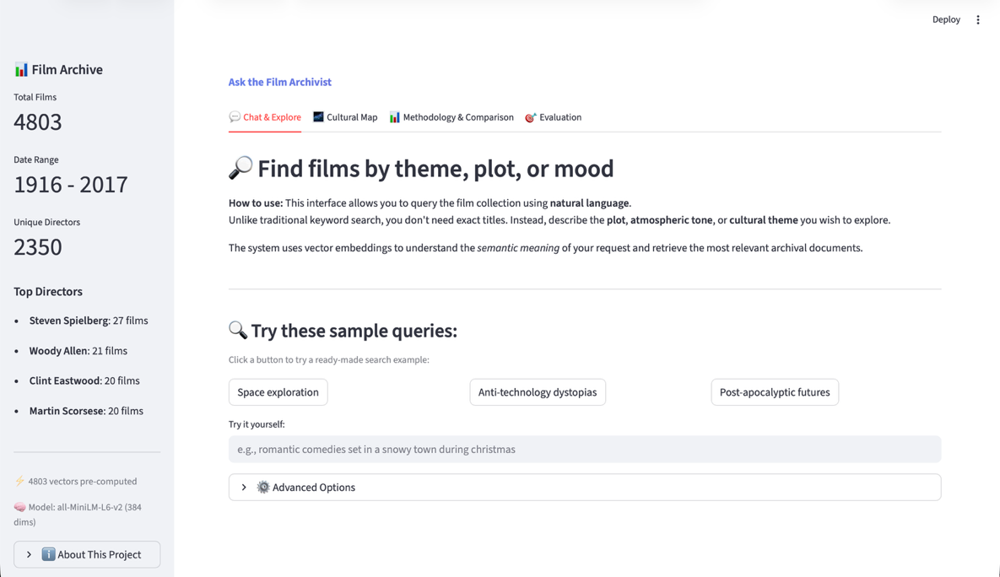 Deploy
Film Archive
Total Films
4803
Date Range
1916 - 2017
Unique Directors
2350
Top Directors
• Steven Spielberg: 27 films
• Woody Allen: 21 films
• Clint Eastwood: 20 films
• Martin Scorsese: 20 films
4803 vectors pre-computed
Model: all-MiniLM-L6-v2 (384
dims)
About This Project
Ask the Film Archivist
Chat & Explore Cultural Map Methodology & Comparison Evaluation
Find films by theme, plot, or mood
How to use: This interface allows you to query the film collection using natural language.
Unlike traditional keyword search, you don't need exact titles. Instead, describe the plot, atmospheric tone, or cultural theme you wish to explore.
The system uses vector embeddings to understand the semantic meaning of your request and retrieve the most relevant archival documents.
Try these sample queries:
Click a button to try a ready-made search example:
Space exploration Anti-technology dystopias Post-apocalyptic futures
Try it yourself:
e.g., romantic comedies set in a snowy town during christmas
Advanced Options